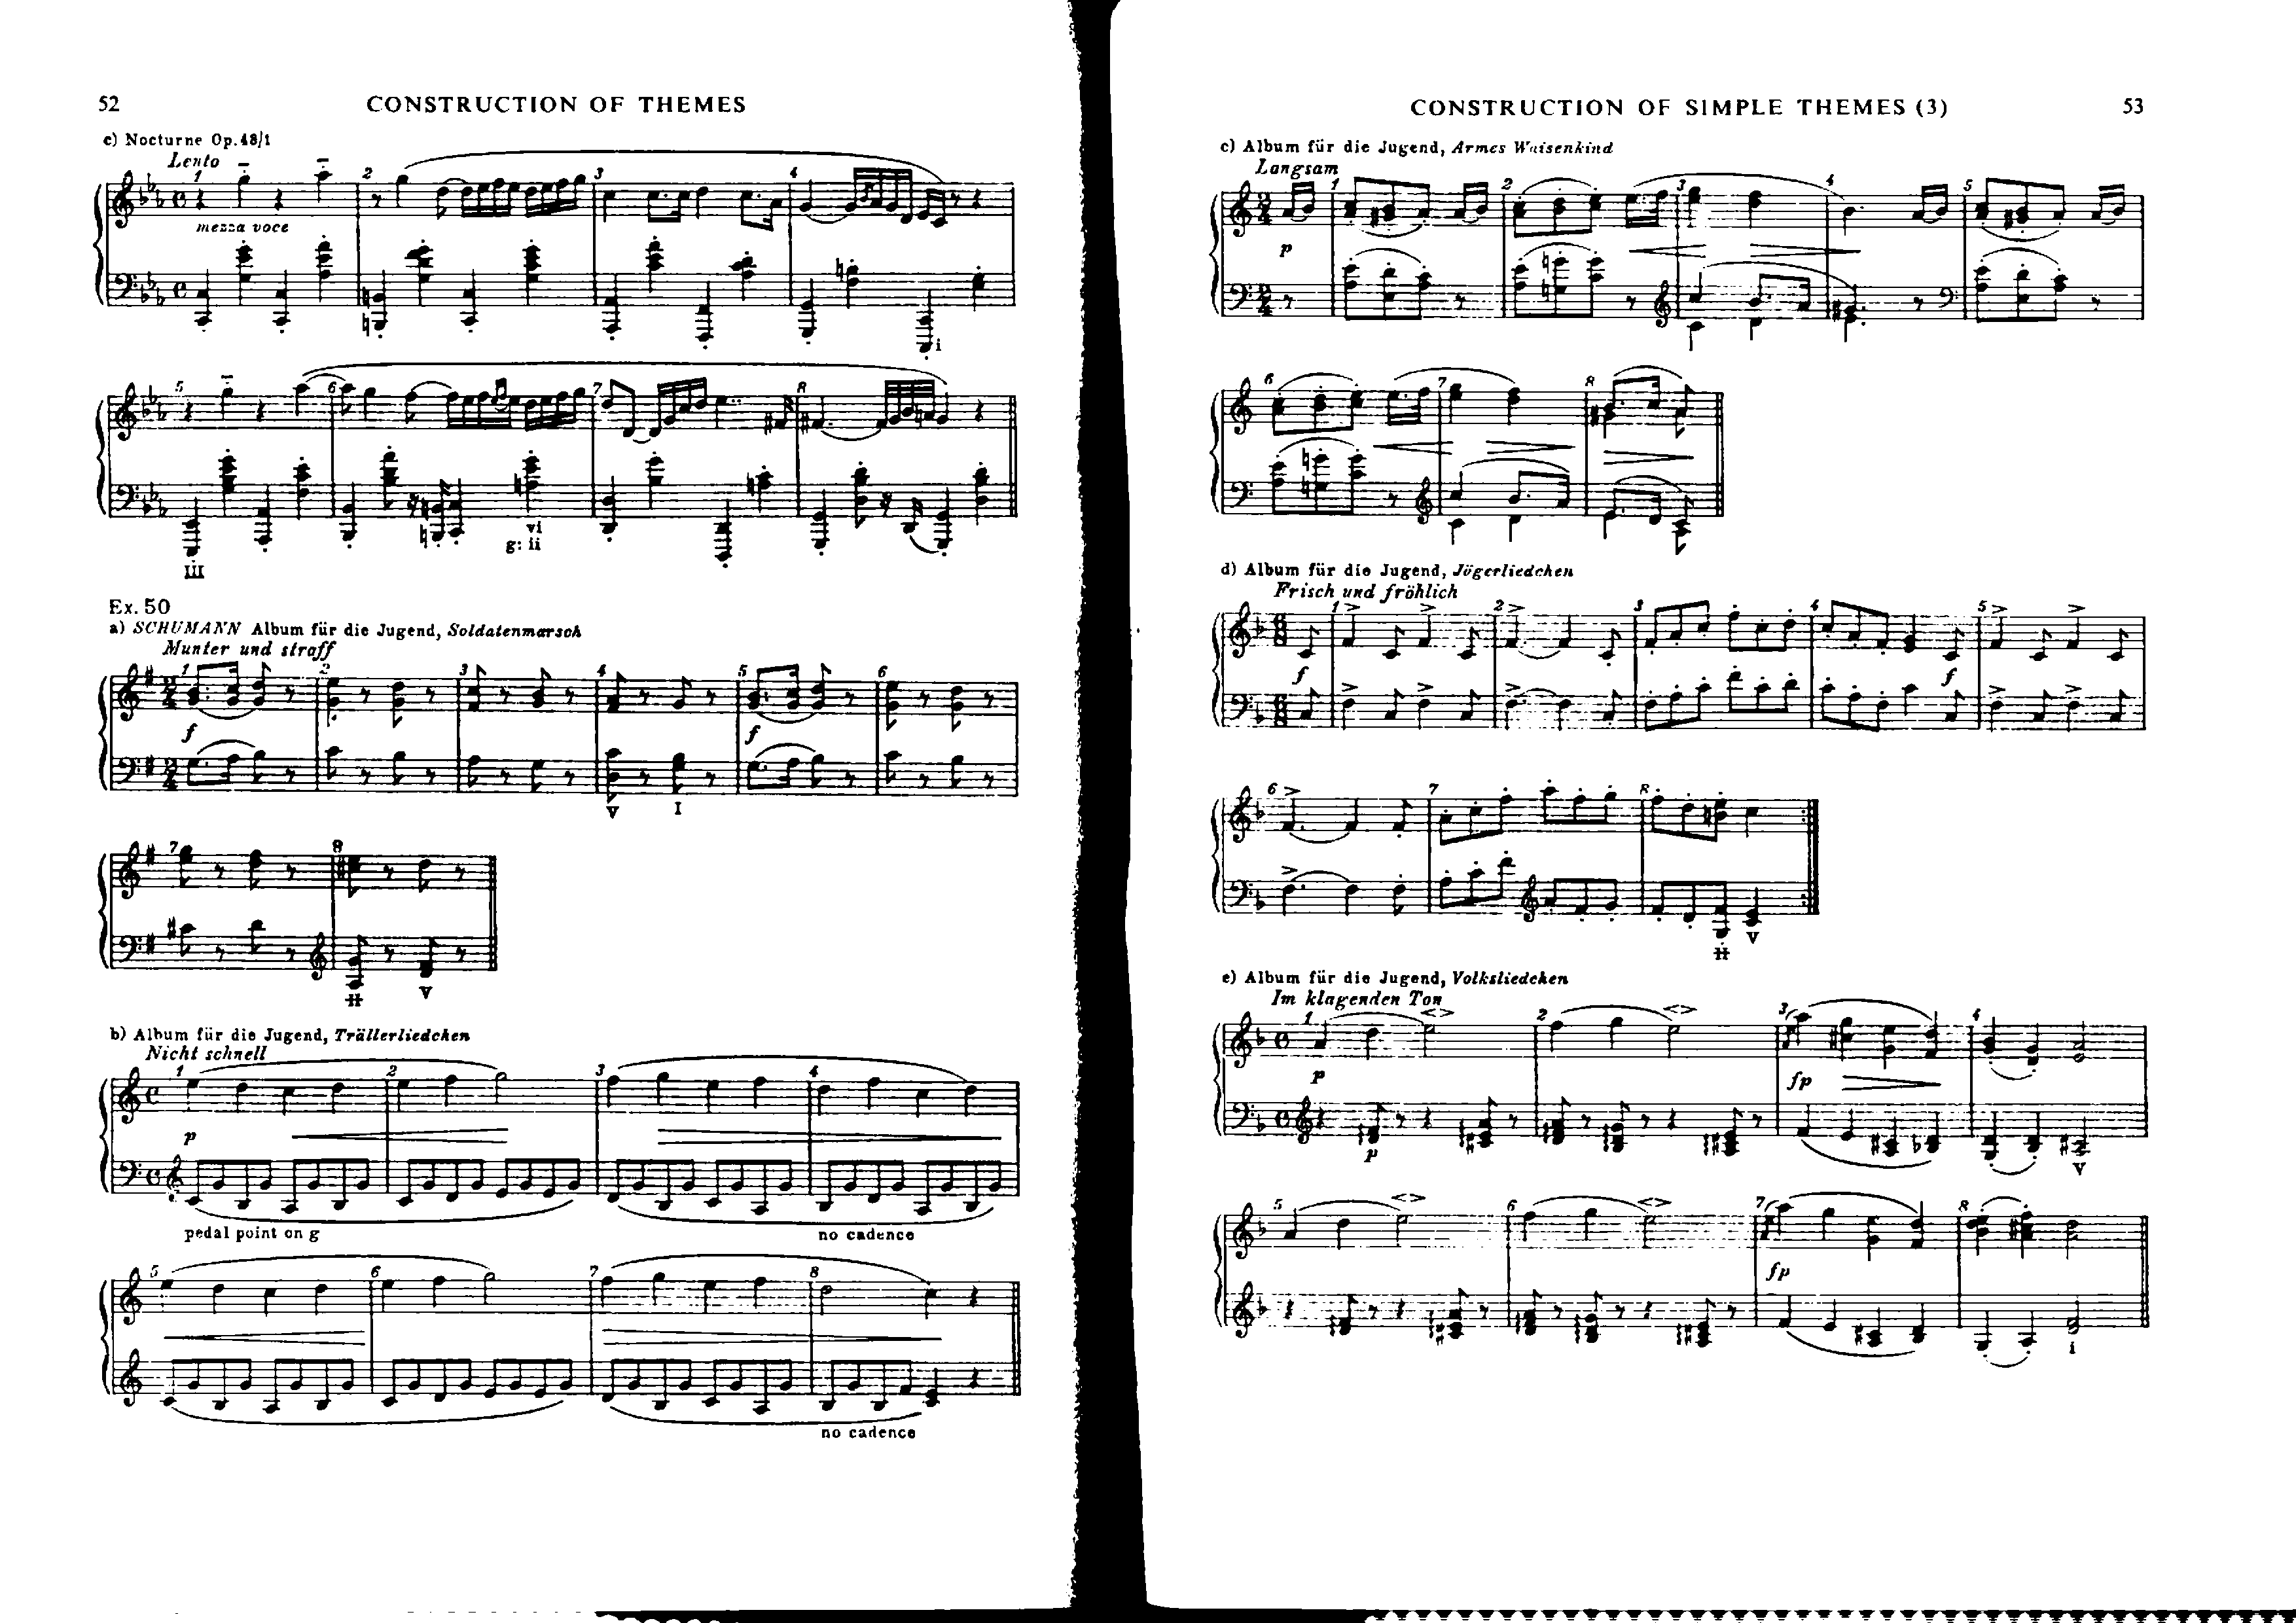 52 CONSTRUCTION OF THEMES
c) Nocturne Op.48/1
Lento
1 2 3 4
mezza voce
i
5 6 7 8
vi
g: ii
III
Ex. 50
a) SCHUMANN Album für die Jugend, Soldatenmarsch
Munter und straff
1 2 3 4 5 6
f f
V I
7 8
II V
b) Album für die Jugend, Trällerliedchen
Nicht schnell
1 2 3 4
p
pedal point on g no cadence
5 6 7 8
no cadence
CONSTRUCTION OF SIMPLE THEMES (3) 53
c) Album für die Jugend, Armes Waisenkind
Langsam
1 2 3 4 5
p
6 7 8
d) Album für die Jugend, Jägerliedchen
Frisch und fröhlich
1 2 3 4 5
f f
6 7 8
II V
e) Album für die Jugend, Volksliedchen
Im klagenden Ton
1 2 3 4
p fp
p V
5 6 7 8
fp
i